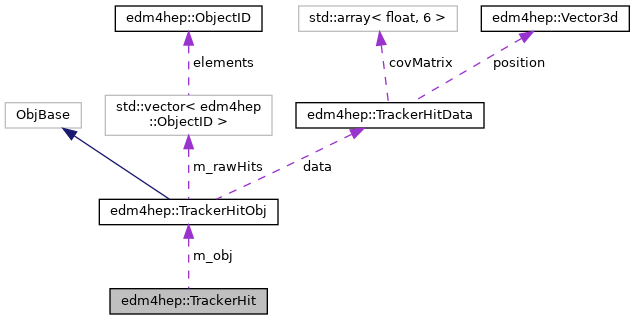 edm4hep::ObjectID
std::array< float, 6 >
edm4hep::Vector3d
elements
covMatrix
position
ObjBase
std::vector< edm4hep
::ObjectID >
edm4hep::TrackerHitData
m_rawHits
data
edm4hep::TrackerHitObj
m_obj
edm4hep::TrackerHit